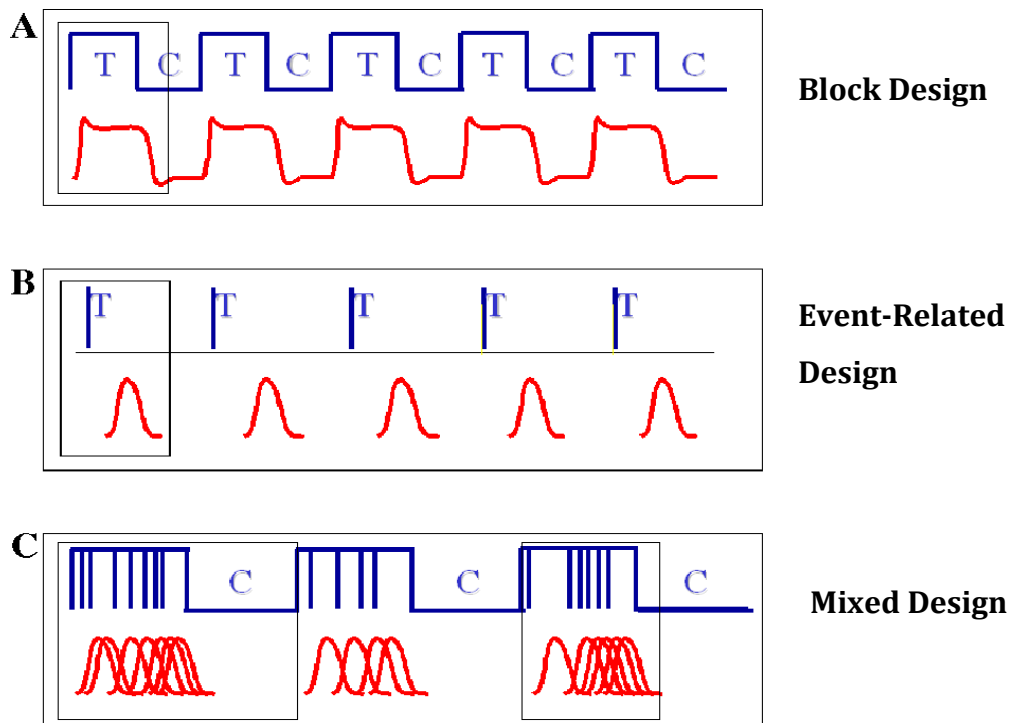 A
T C T C T C T C T C
Block Design
B
T T T T T
Event-Related
Design
C
C C C
Mixed Design